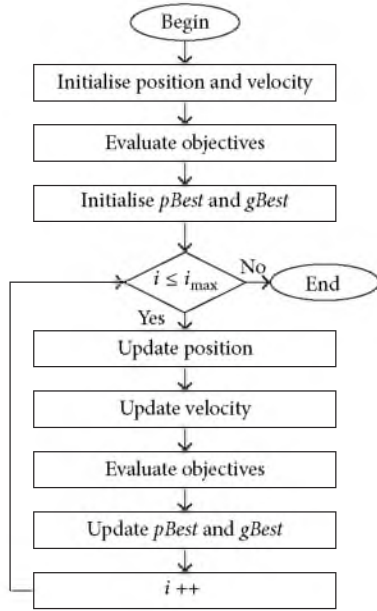 Begin
Initialise position and velocity
Evaluate objectives
Initialise pBest and gBest
i ≤ i_max
No
End
Yes
Update position
Update velocity
Evaluate objectives
Update pBest and gBest
i ++